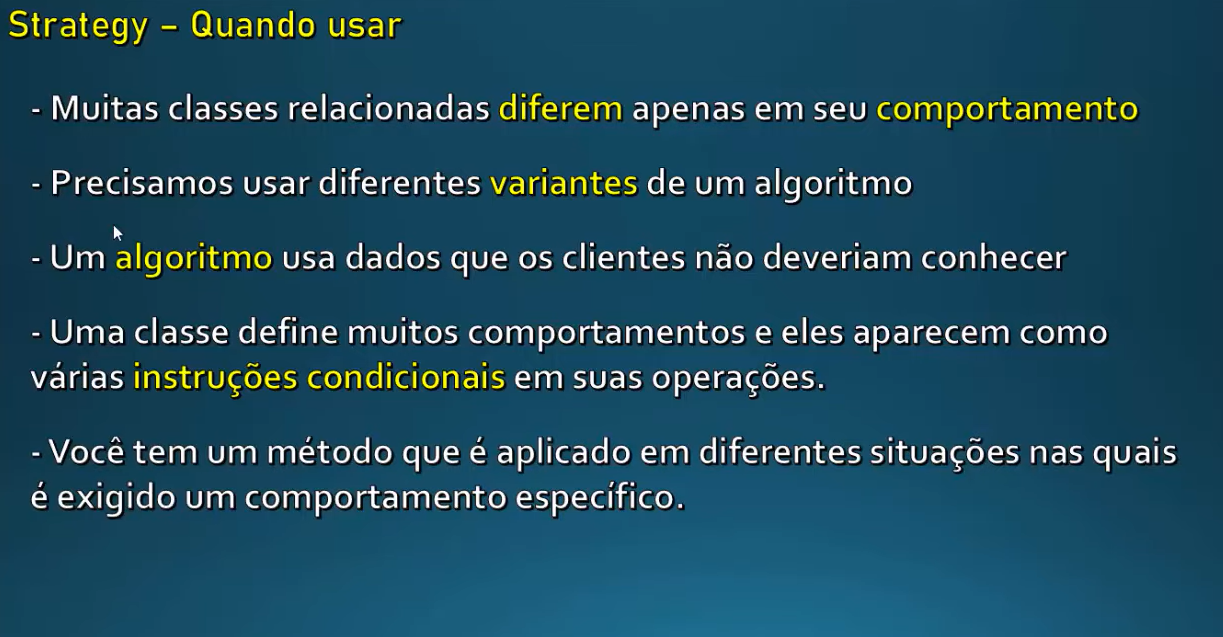 Strategy – Quando usar
- Muitas classes relacionadas diferem apenas em seu comportamento
- Precisamos usar diferentes variantes de um algoritmo
- Um algoritmo usa dados que os clientes não deveriam conhecer
- Uma classe define muitos comportamentos e eles aparecem como
várias instruções condicionais em suas operações.
- Você tem um método que é aplicado em diferentes situações nas quais
é exigido um comportamento específico.